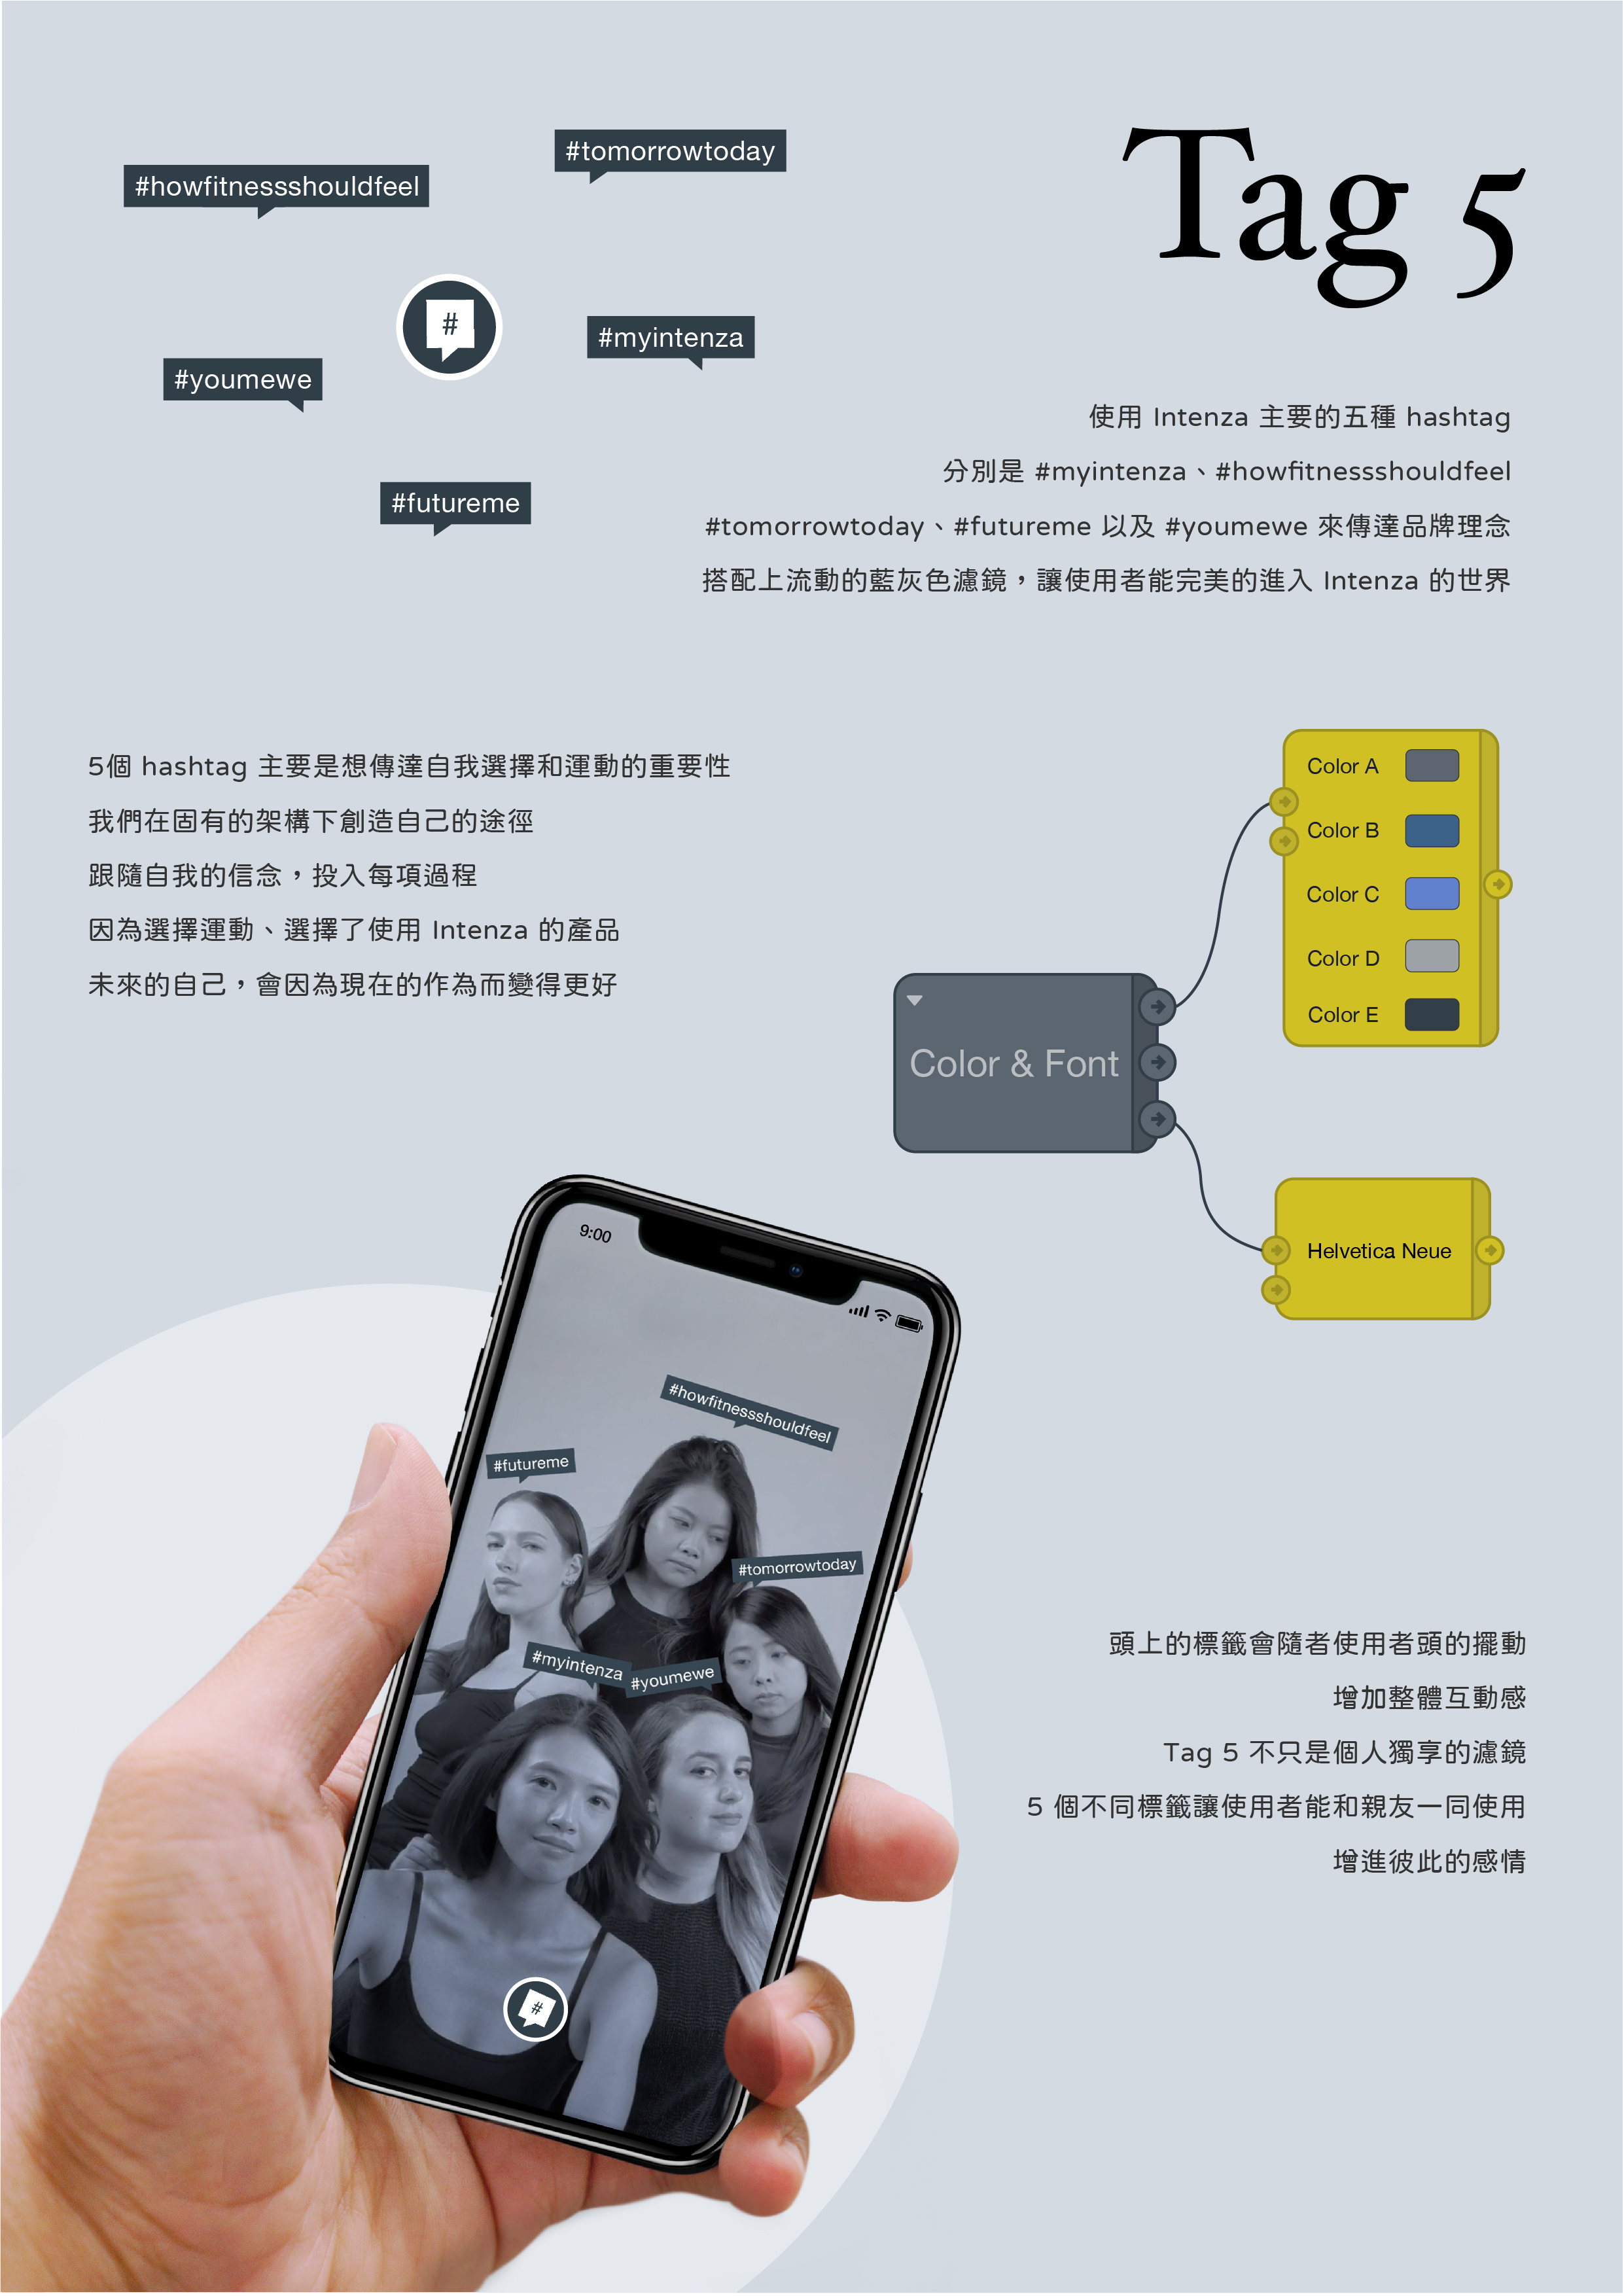 Tag 5
#howfitnessshouldfeel
#tomorrowtoday
#
#myintenza
#youmewe
#futureme
使用 Intenza 主要的五種 hashtag
分別是 #myintenza、#howfitnessshouldfeel
#tomorrowtoday、#futureme 以及 #youmewe 來傳達品牌理念
搭配上流動的藍灰色濾鏡，讓使用者能完美的進入 Intenza 的世界
5個 hashtag 主要是想傳達自我選擇和運動的重要性
我們在固有的架構下創造自己的途徑
跟隨自我的信念，投入每項過程
因為選擇運動、選擇了使用 Intenza 的產品
未來的自己，會因為現在的作為而變得更好
Color & Font
Color A
Color B
Color C
Color D
Color E
Helvetica Neue
9:00
#howfitnessshouldfeel
#futureme
#tomorrowtoday
#myintenza
#youmewe
#
頭上的標籤會隨者使用者頭的擺動
增加整體互動感
Tag 5 不只是個人獨享的濾鏡
5 個不同標籤讓使用者能和親友一同使用
增進彼此的感情